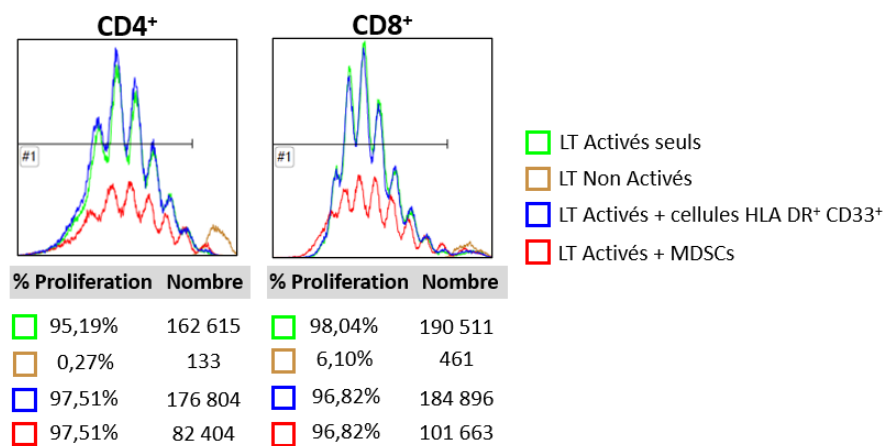 CD4⁺
CD8⁺
#1
#1
LT Activés seuls
LT Non Activés
LT Activés + cellules HLA DR⁺ CD33⁺
LT Activés + MDSCs
% Proliferation Nombre
95,19% 162 615
0,27% 133
97,51% 176 804
97,51% 82 404
% Proliferation Nombre
98,04% 190 511
6,10% 461
96,82% 184 896
96,82% 101 663